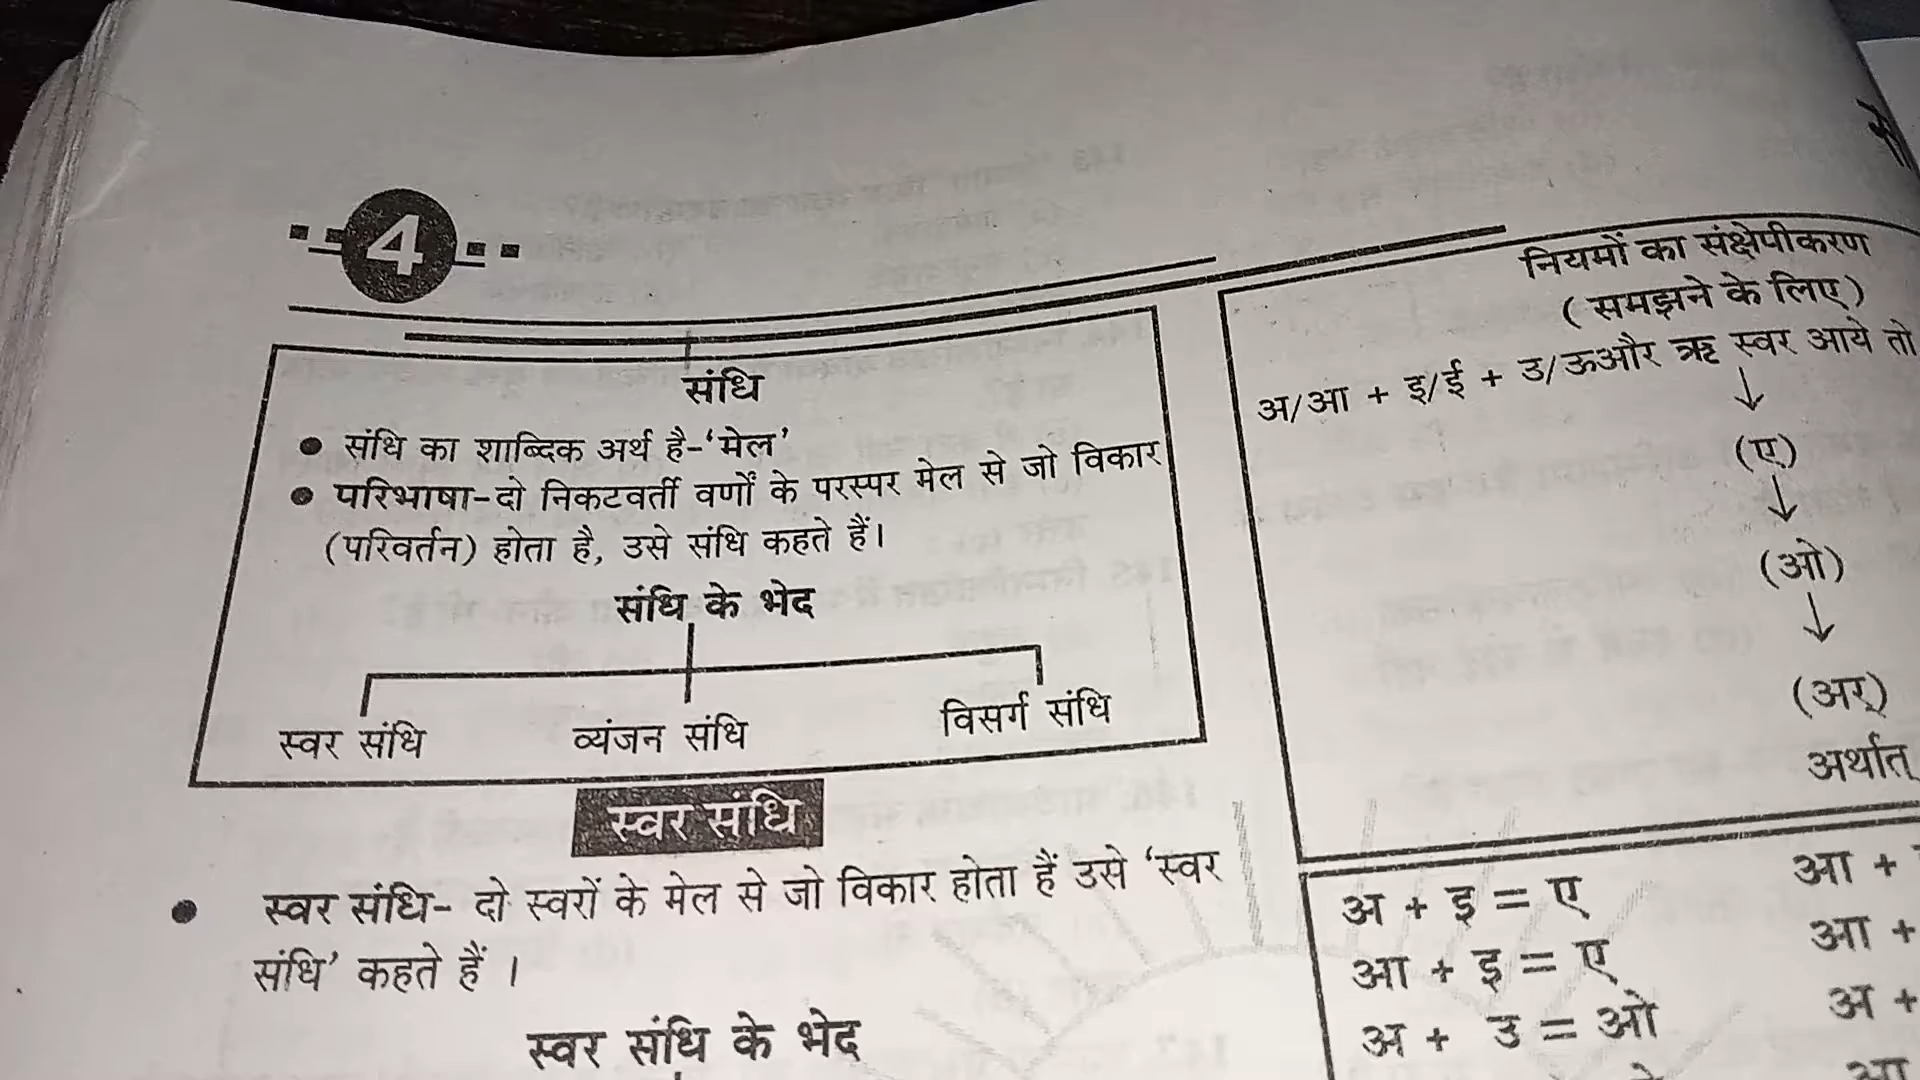 4
संधि
● संधि का शाब्दिक अर्थ है-‘मेल’
● परिभाषा-दो निकटवर्ती वर्णों के परस्पर मेल से जो विकार
(परिवर्तन) होता है, उसे संधि कहते हैं।
संधि के भेद
स्वर संधि व्यंजन संधि विसर्ग संधि
स्वर संधि
● स्वर संधि- दो स्वरों के मेल से जो विकार होता हैं उसे ‘स्वर
संधि’ कहते हैं ।
स्वर संधि के भेद
नियमों का संक्षेपीकरण
(समझने के लिए)
अ/आ + इ/ई + उ/ऊऔर ऋ स्वर आये तो
↓
(ए)
↓
(ओ)
↓
(अर्)
अर्थात्
अ + इ = ए आ +
आ + इ = ए आ +
अ + उ = ओ अ +
आ